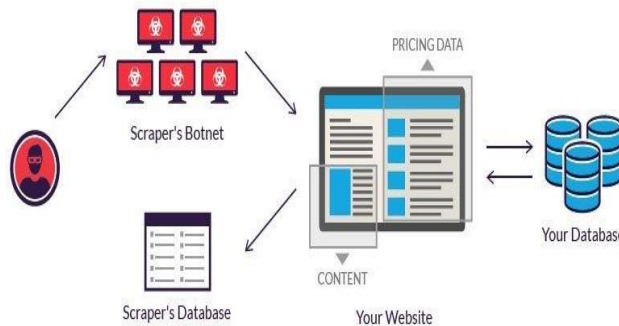 PRICING DATA
Scraper's Botnet
Your Database
CONTENT
Scraper's Database
Your Website